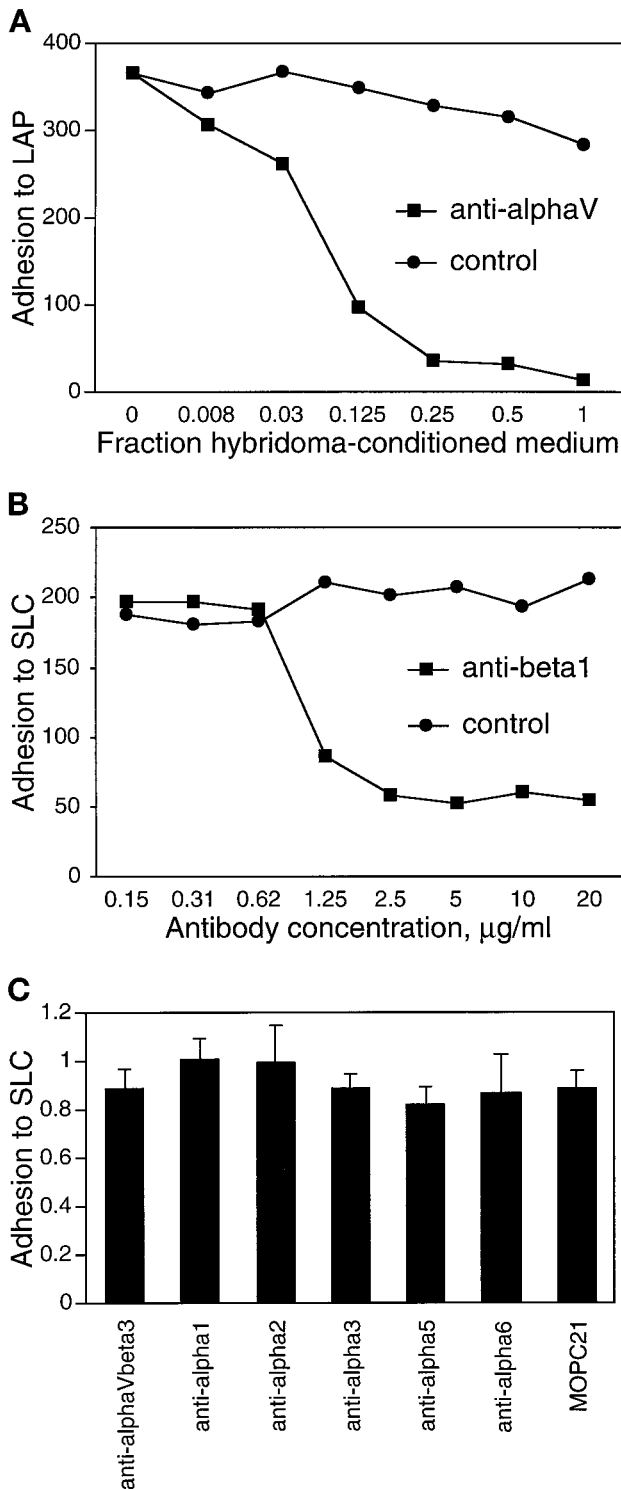 A
400
300
200
100
0
Adhesion to LAP
anti-alphaV
control
0 0.008 0.03 0.125 0.25 0.5 1
Fraction hybridoma-conditioned medium
B
250
200
150
100
50
0
Adhesion to SLC
anti-beta1
control
0.15 0.31 0.62 1.25 2.5 5 10 20
Antibody concentration, μg/ml
C
1.2
1
0.8
0.6
0.4
0.2
0
Adhesion to SLC
anti-alphaVbeta3
anti-alpha1
anti-alpha2
anti-alpha3
anti-alpha5
anti-alpha6
MOPC21